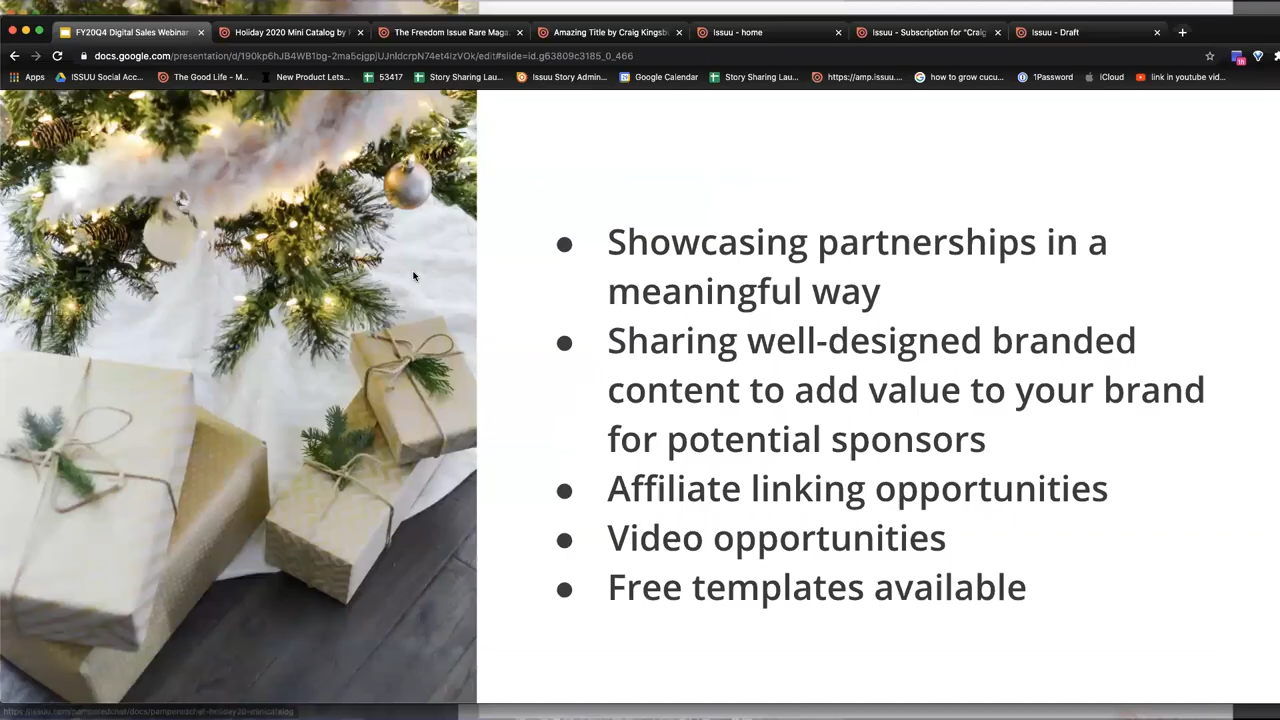 FY20Q4 Digital Sales Webinar
Holiday 2020 Mini Catalog by
The Freedom Issue Rare Maga
Amazing Title by Craig Kingsb
Issuu - home
Issuu - Subscription for "Craig
Issuu - Draft
Apps
ISSUU Social Acc...
The Good Life - M...
New Product Lets...
53417
Story Sharing Lau...
Issuu Story Admin...
Google Calendar
Story Sharing Lau...
https://amp.issuu....
how to grow cucu...
1Password
iCloud
link in youtube vid...
• Showcasing partnerships in a
meaningful way
• Sharing well-designed branded
content to add value to your brand
for potential sponsors
• Affiliate linking opportunities
• Video opportunities
• Free templates available